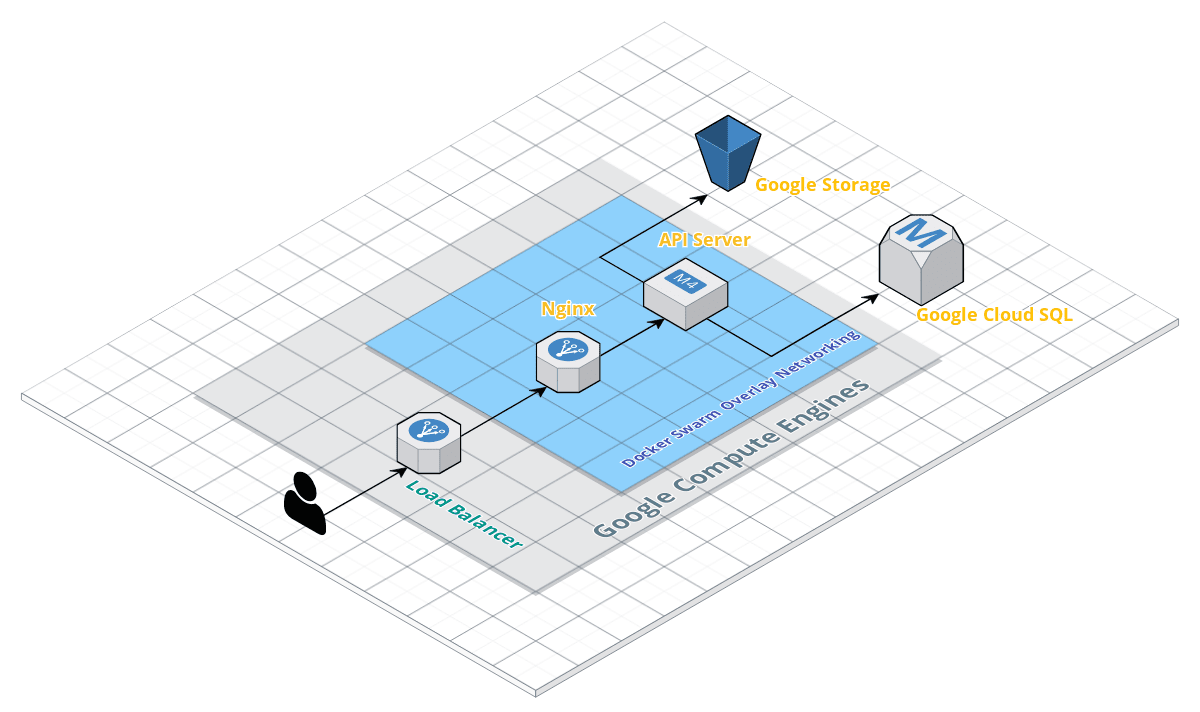 Google Storage
API Server
M
M4
Nginx
Google Cloud SQL
Docker Swarm Overlay Networking
Google Compute Engines
Load Balancer